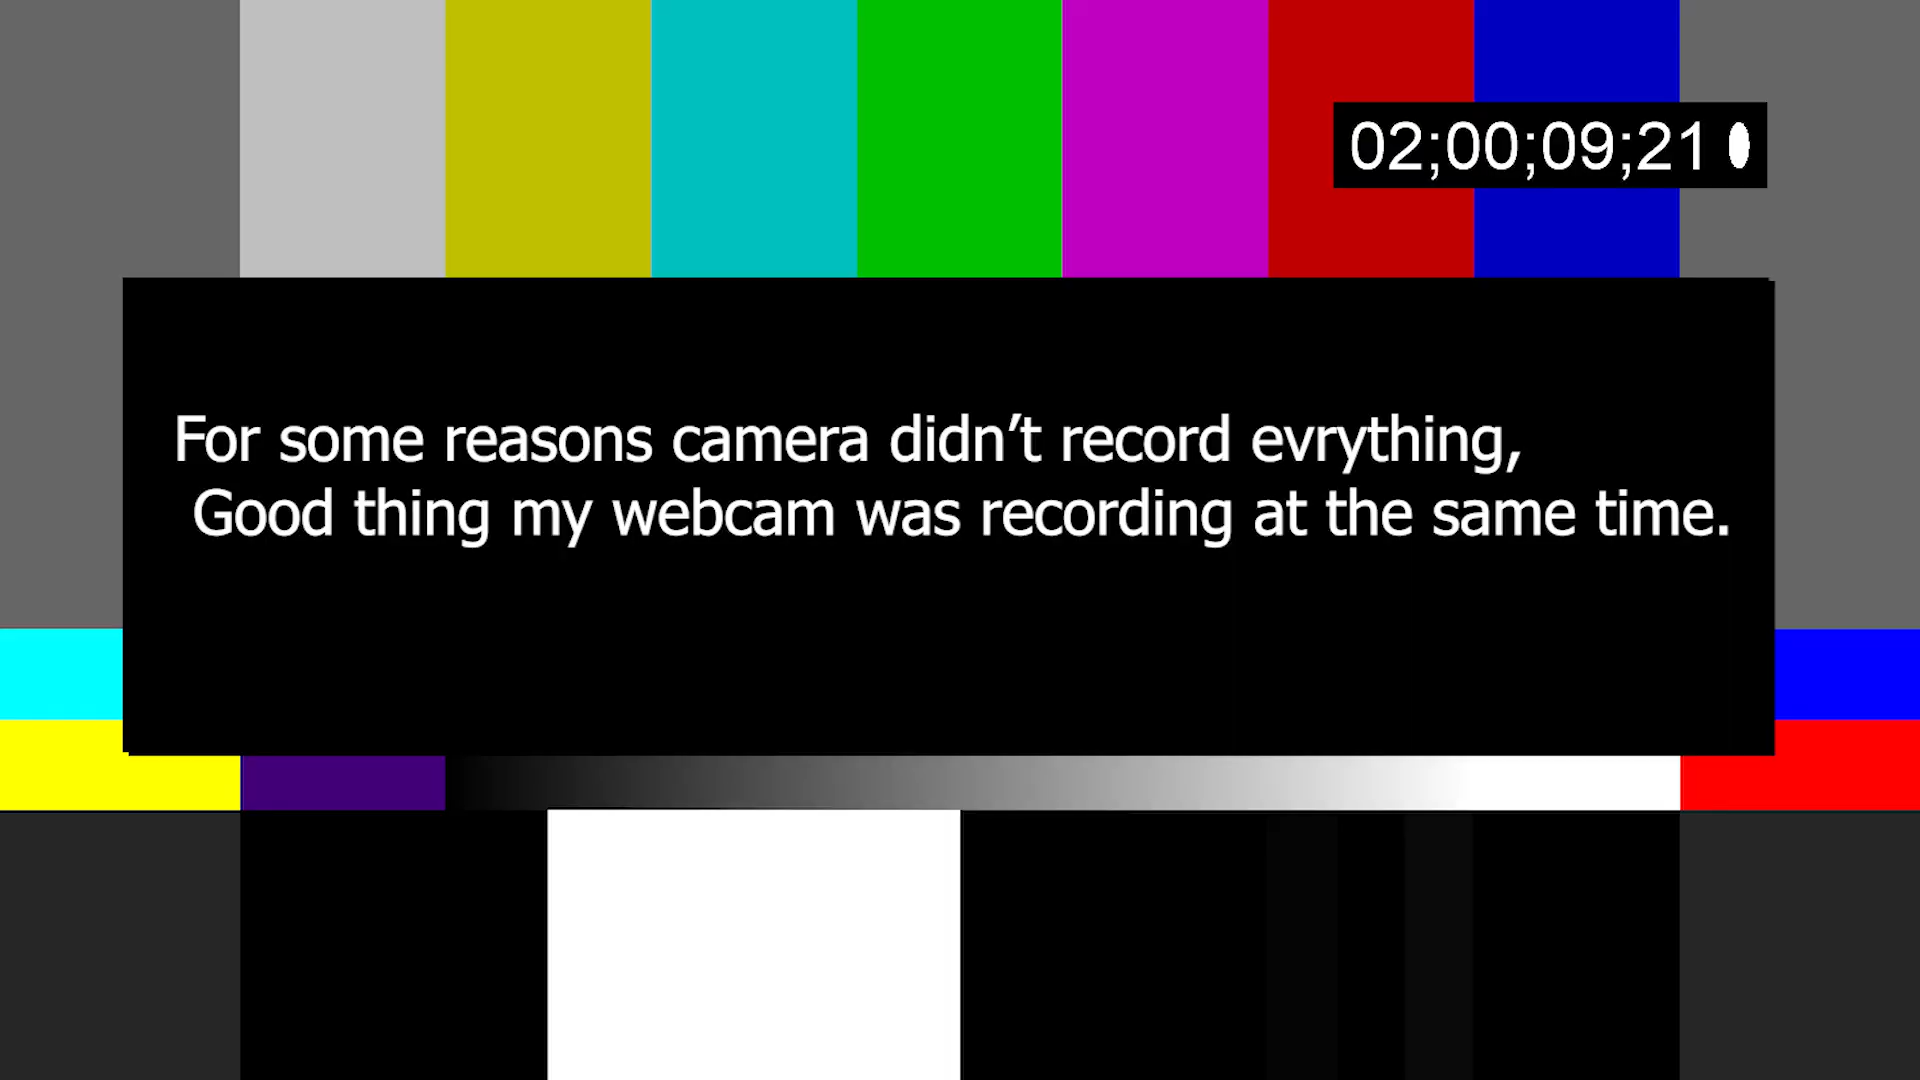 02;00;09;21
For some reasons camera didn’t record evrything,
Good thing my webcam was recording at the same time.